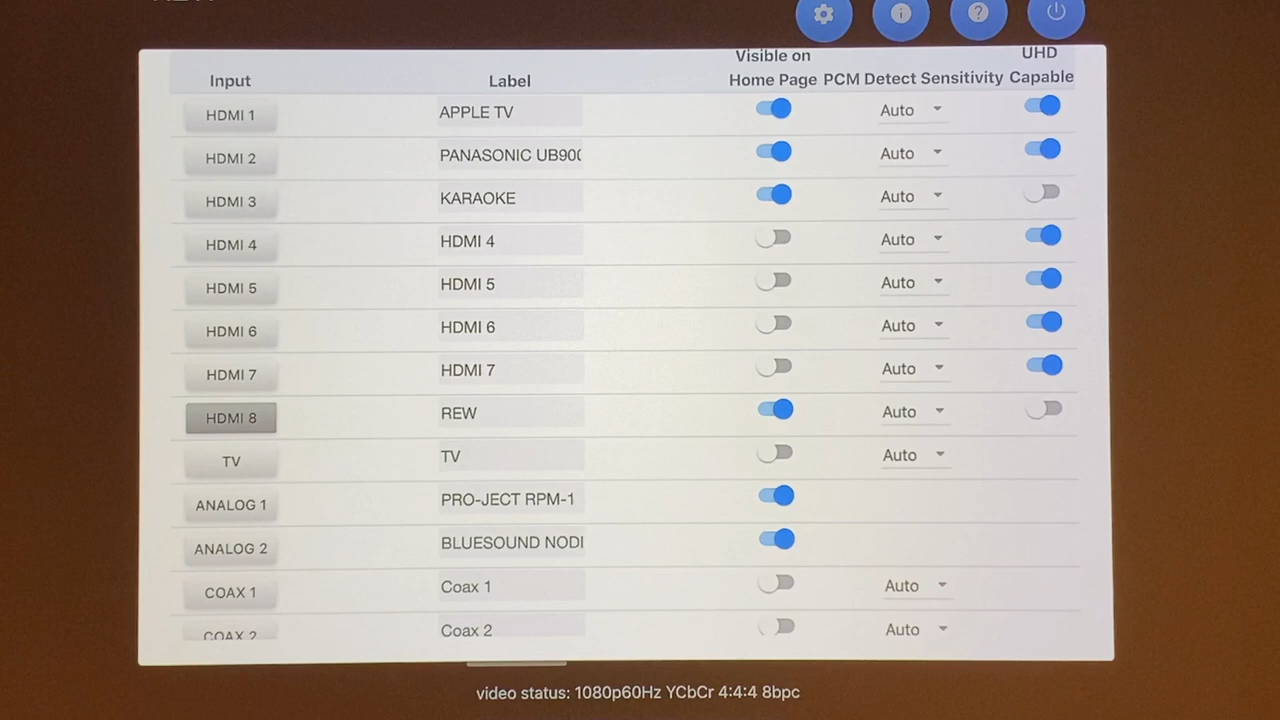 Visible on UHD
Input Label Home Page PCM Detect Sensitivity Capable
HDMI 1 APPLE TV Auto
HDMI 2 PANASONIC UB900 Auto
HDMI 3 KARAOKE Auto
HDMI 4 HDMI 4 Auto
HDMI 5 HDMI 5 Auto
HDMI 6 HDMI 6 Auto
HDMI 7 HDMI 7 Auto
HDMI 8 REW Auto
TV TV Auto
ANALOG 1 PRO-JECT RPM-1
ANALOG 2 BLUESOUND NODI
COAX 1 Coax 1 Auto
COAX 2 Coax 2 Auto
video status: 1080p60Hz YCbCr 4:4:4 8bpc